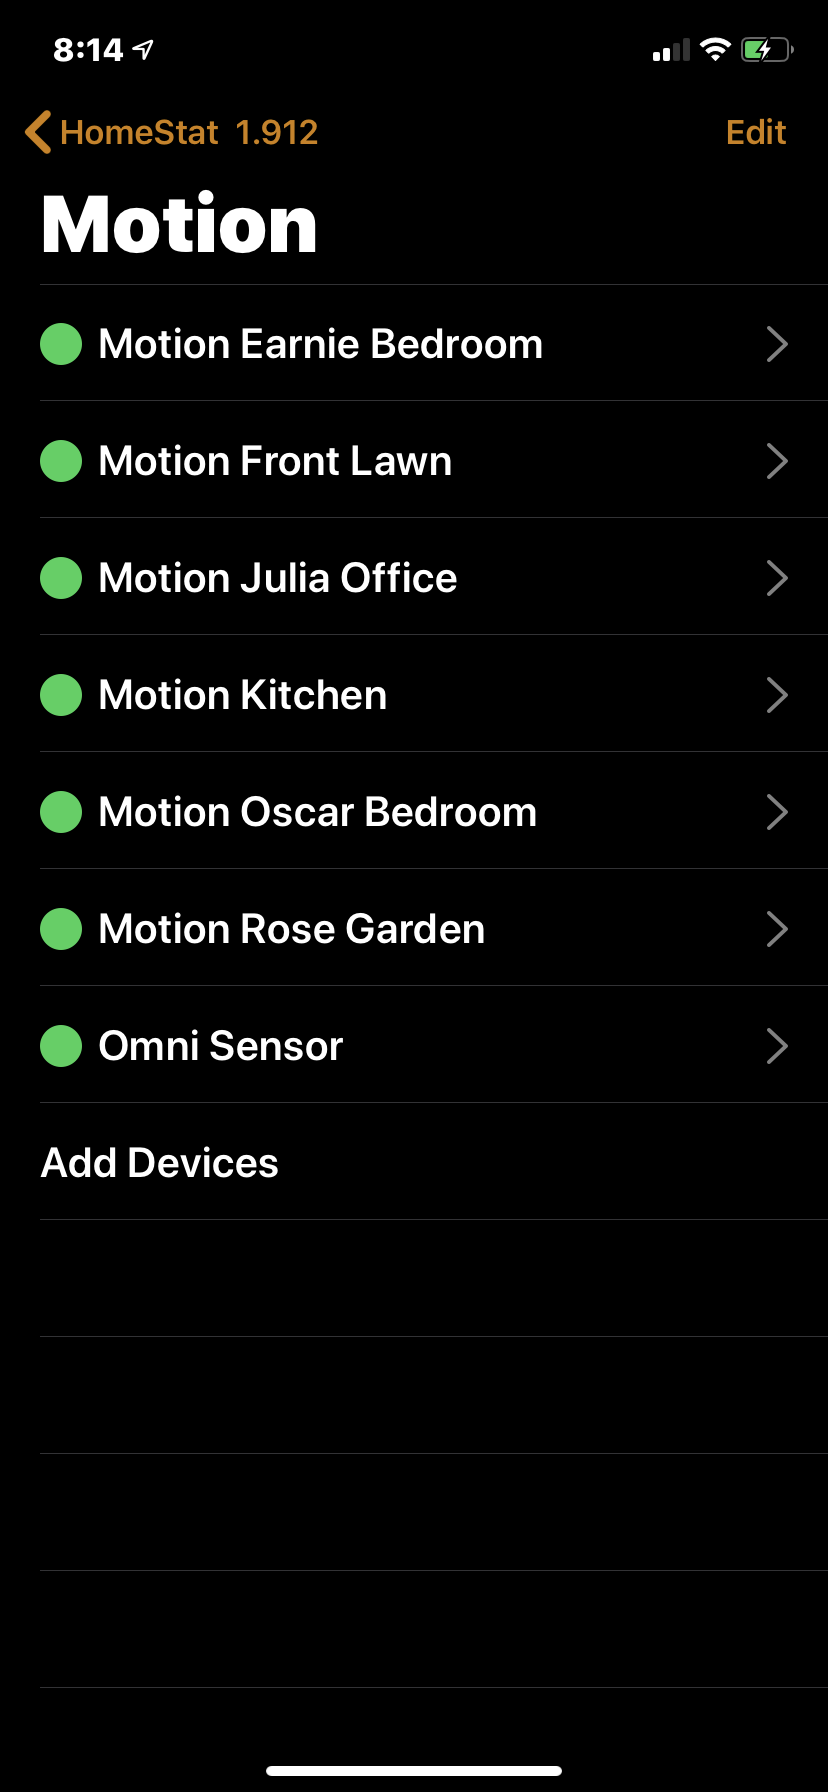 8:14
HomeStat 1.912
Edit
Motion
Motion Earnie Bedroom
Motion Front Lawn
Motion Julia Office
Motion Kitchen
Motion Oscar Bedroom
Motion Rose Garden
Omni Sensor
Add Devices